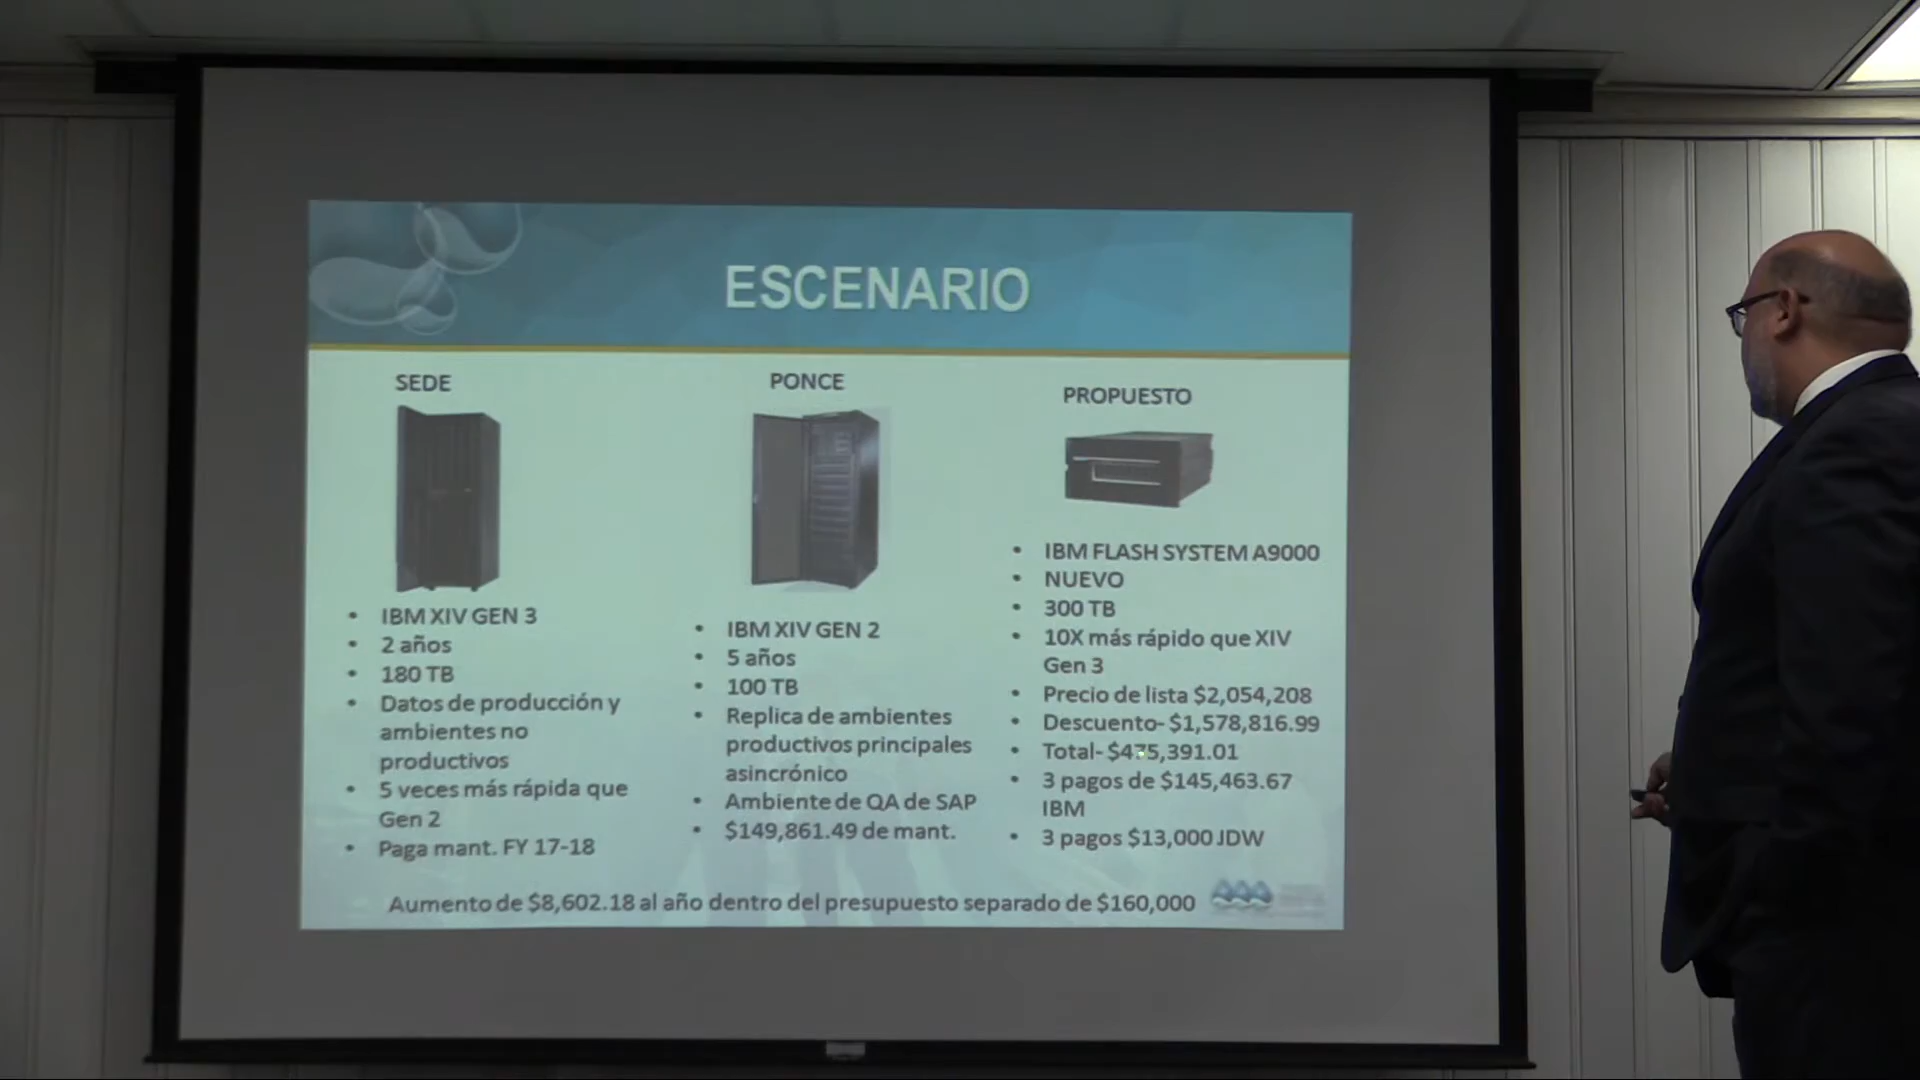 ESCENARIO
SEDE
• IBM XIV GEN 3
• 2 años
• 180 TB
• Datos de producción y
ambientes no
productivos
• 5 veces más rápida que
Gen 2
• Paga mant. FY 17-18
PONCE
• IBM XIV GEN 2
• 5 años
• 100 TB
• Replica de ambientes
productivos principales
asincrónico
• Ambiente de QA de SAP
• $149,861.49 de mant.
PROPUESTO
• IBM FLASH SYSTEM A9000
• NUEVO
• 300 TB
• 10X más rápido que XIV
Gen 3
• Precio de lista $2,054,208
• Descuento- $1,578,816.99
• Total- $475,391.01
• 3 pagos de $145,463.67
IBM
• 3 pagos $13,000 JDW
Aumento de $8,602.18 al año dentro del presupuesto separado de $160,000